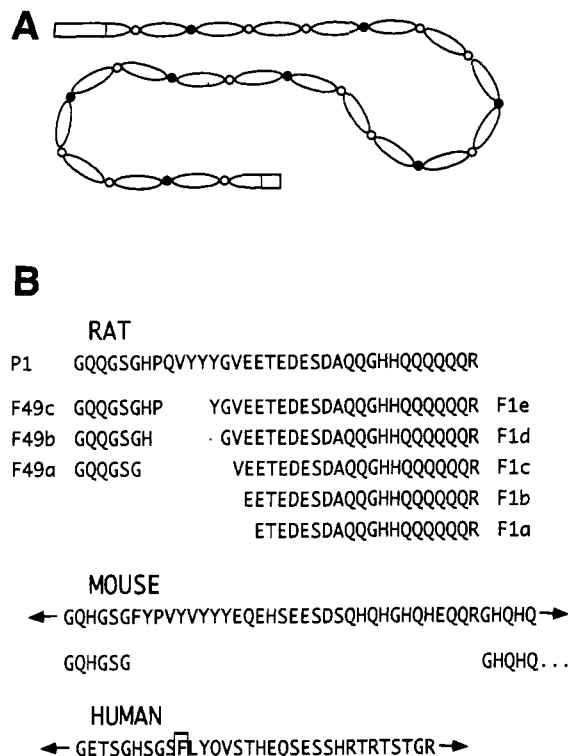 A
B
RAT
P1 GQQGSGHPQVYYYGVEETEDESDAQQGHHQQQQQQR
F49c GQQGSGHP YGVEETEDESDAQQGHHQQQQQQR F1e
F49b GQQGSGH GVEETEDESDAQQGHHQQQQQQR F1d
F49a GQQGSG VEETEDESDAQQGHHQQQQQQR F1c
EETEDESDAQQGHHQQQQQQR F1b
ETEDESDAQQGHHQQQQQQR F1a
MOUSE
GQHGSGFYPVYVYYYEQEHSEESDSQHQHGHQHEQQRGHQHQ
GQHGSG GHQHQ...
HUMAN
GETSGHSGSFLYQVSTHEQSESSHRTRTSTGR